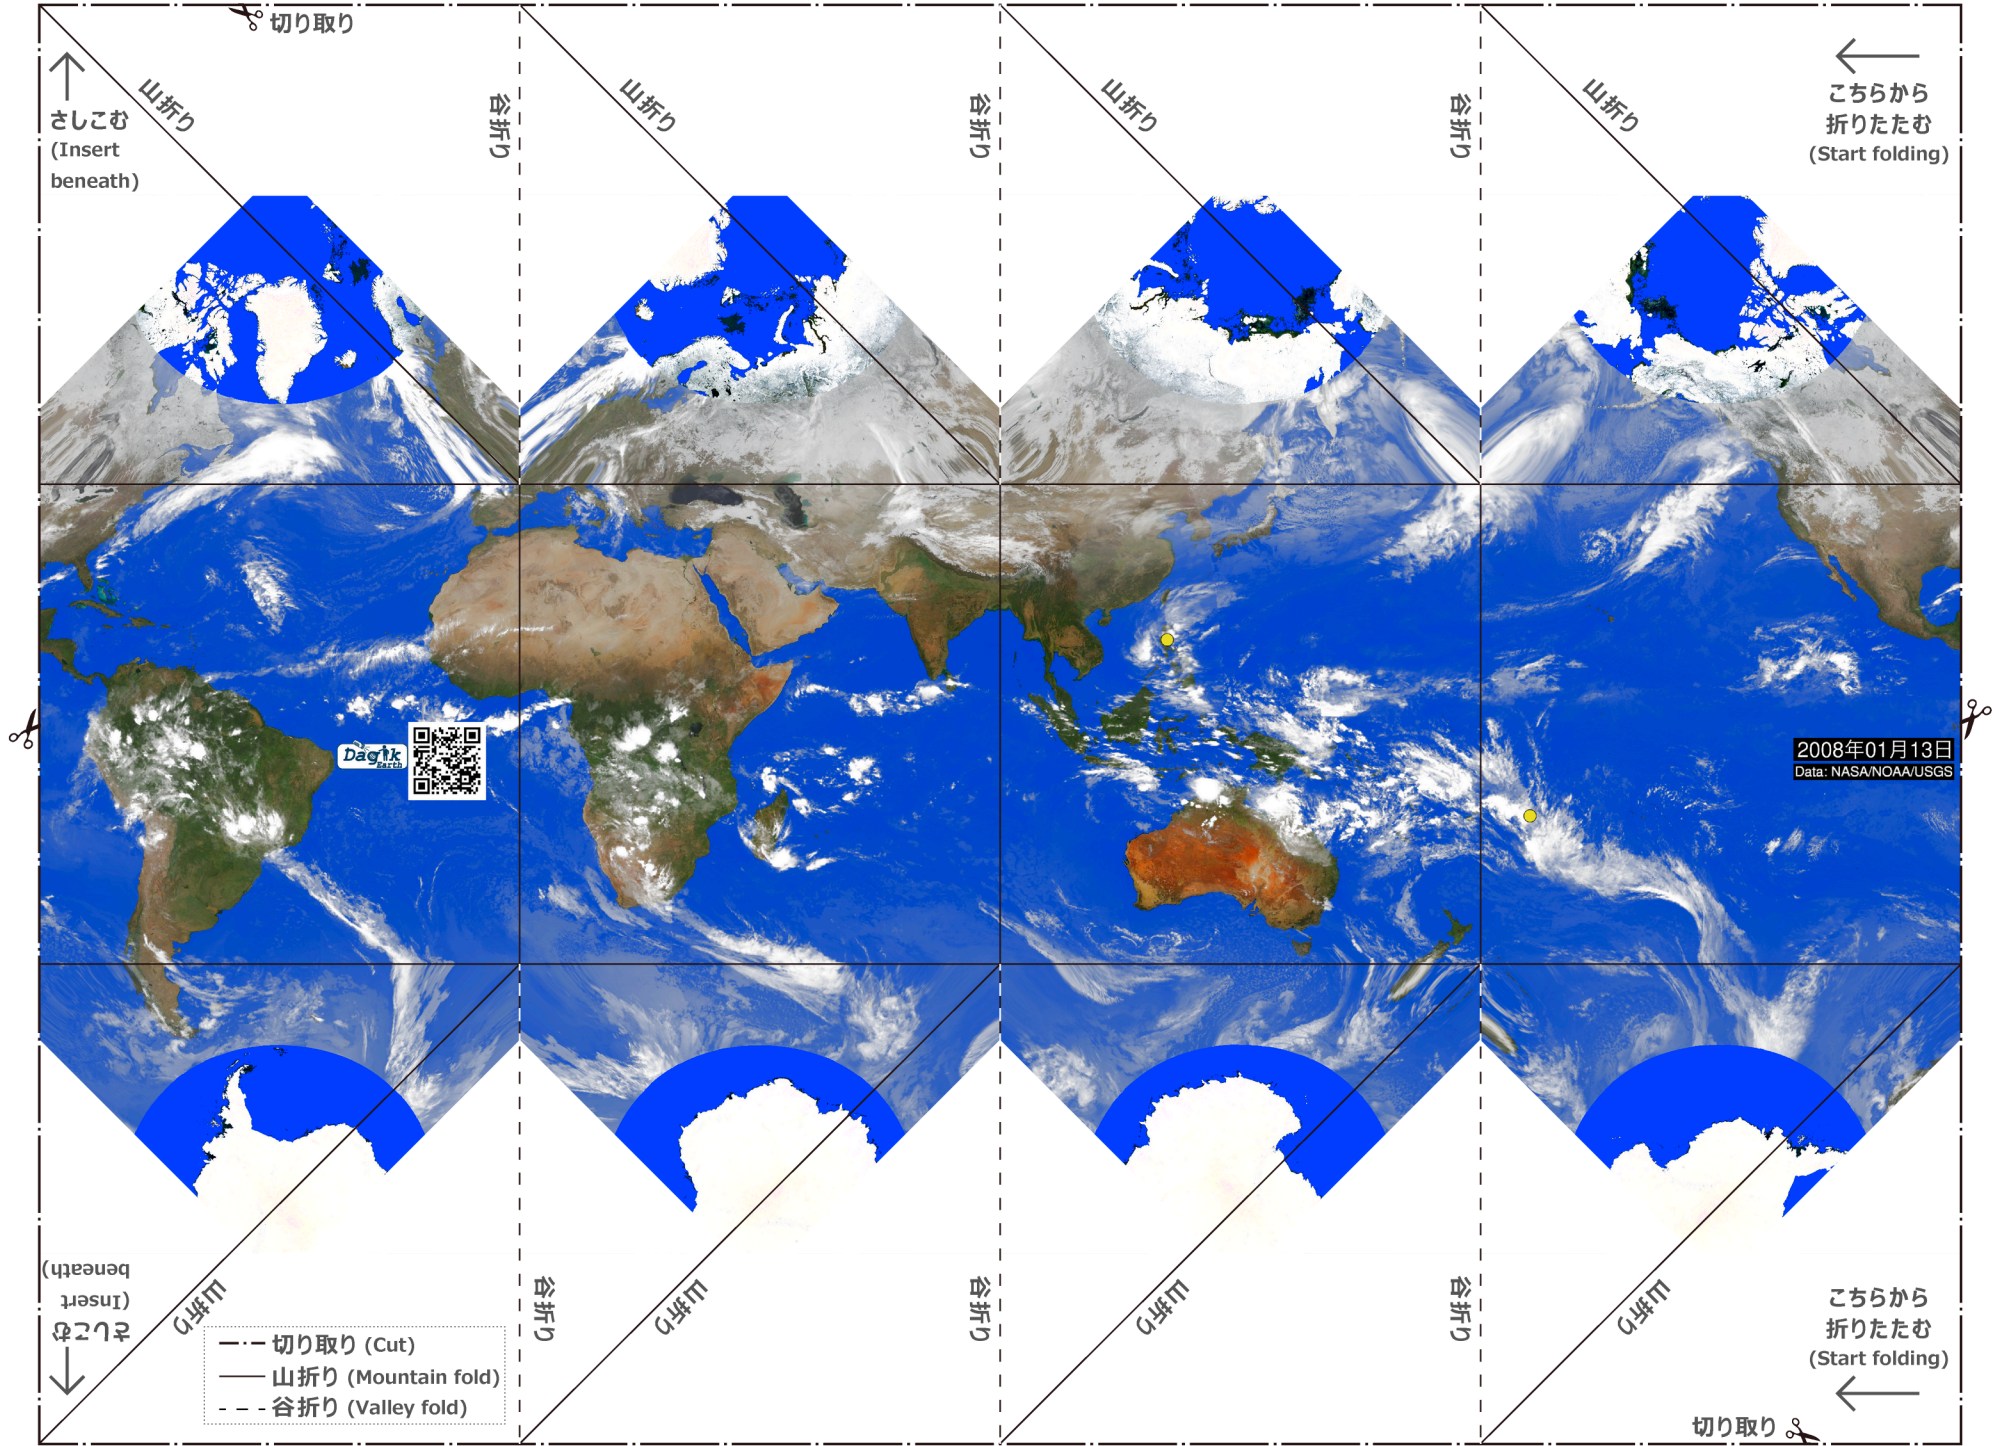 切り取り
さしこむ
(Insert
beneath)
山折り
谷折り
山折り
谷折り
山折り
谷折り
山折り
こちらから
折りたたむ
(Start folding)
Dagik
Earth
2008年01月13日
Data: NASA/NOAA/USGS
さしこむ
(Insert
beneath)
山折り
谷折り
山折り
谷折り
山折り
谷折り
山折り
こちらから
折りたたむ
(Start folding)
切り取り (Cut)
山折り (Mountain fold)
谷折り (Valley fold)
切り取り